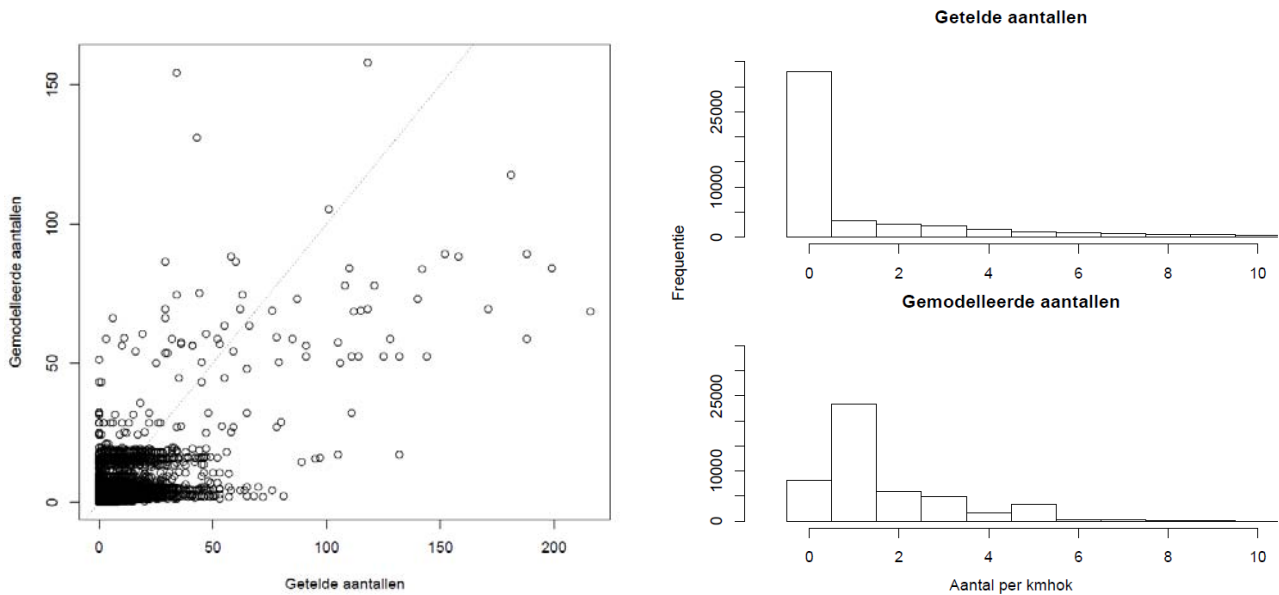 Gemodelleerde aantallen
150
100
50
0
0 50 100 150 200
Getelde aantallen
Getelde aantallen
Frequentie
25000
10000
0
0 2 4 6 8 10
Gemodelleerde aantallen
25000
10000
0
0 2 4 6 8 10
Aantal per kmhok